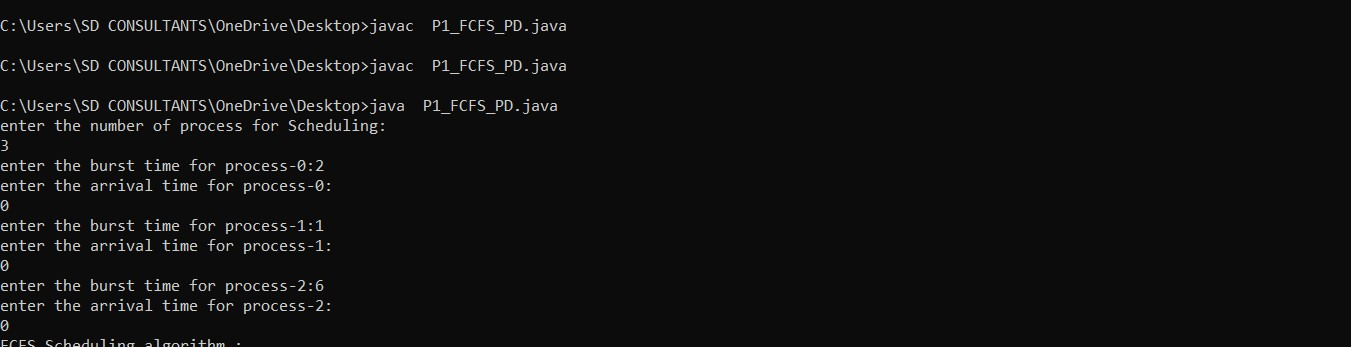 C:\Users\SD CONSULTANTS\OneDrive\Desktop>javac  P1_FCFS_PD.java
C:\Users\SD CONSULTANTS\OneDrive\Desktop>javac  P1_FCFS_PD.java
C:\Users\SD CONSULTANTS\OneDrive\Desktop>java  P1_FCFS_PD.java
enter the number of process for Scheduling:
3
enter the burst time for process-0:2
enter the arrival time for process-0:
0
enter the burst time for process-1:1
enter the arrival time for process-1:
0
enter the burst time for process-2:6
enter the arrival time for process-2:
0
FCFS Scheduling algorithm :